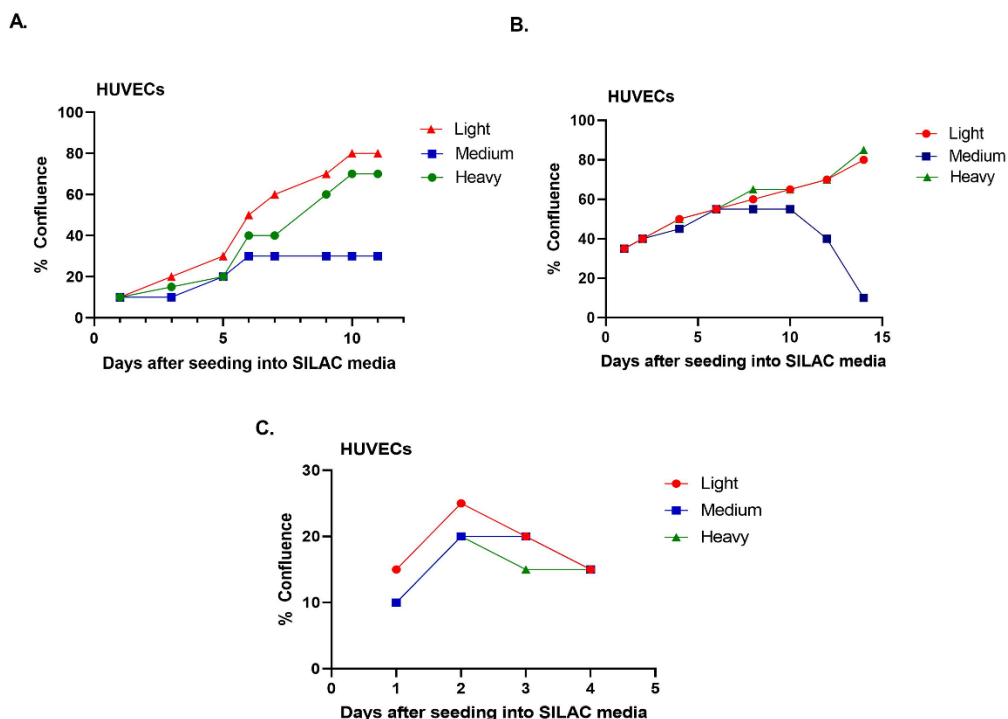 A.
HUVECs
100
80
60
40
20
0
% Confluence
0 5 10
Days after seeding into SILAC media
Light
Medium
Heavy
B.
HUVECs
100
80
60
40
20
0
% Confluence
0 5 10 15
Days after seeding into SILAC media
Light
Medium
Heavy
C.
HUVECs
30
20
10
0
% Confluence
0 1 2 3 4 5
Days after seeding into SILAC media
Light
Medium
Heavy